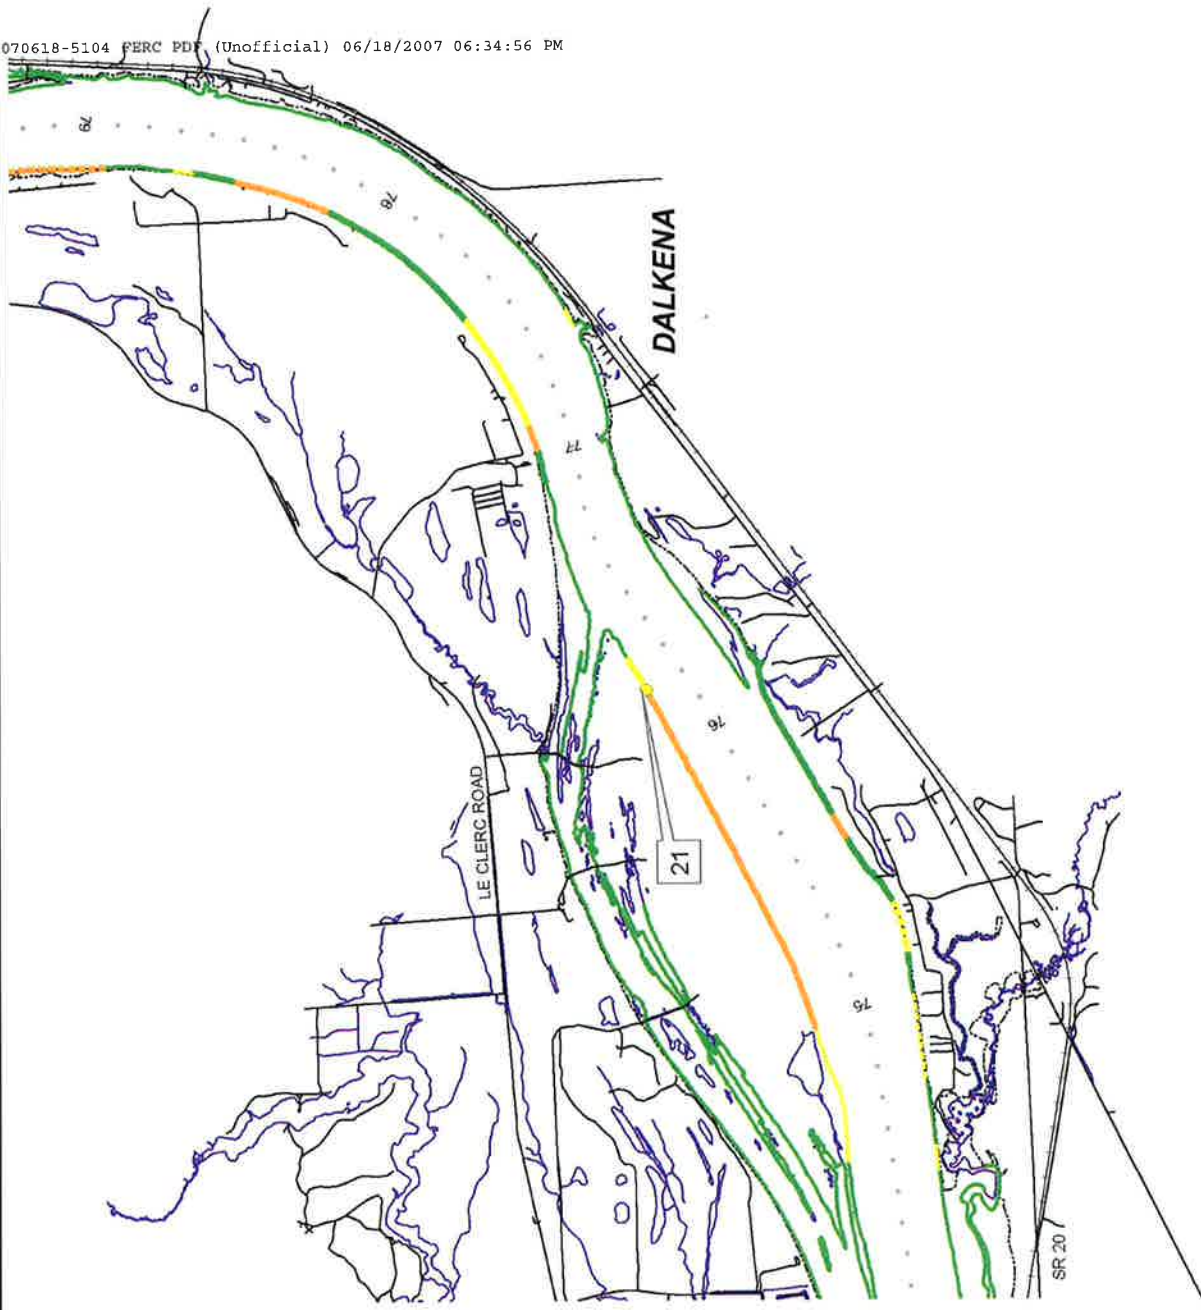 070618-5104 FERC PDF (Unofficial) 06/18/2007 06:34:56 PM
79
78
DALKENA
77
76
LE CLERC ROAD
21
75
SR 20